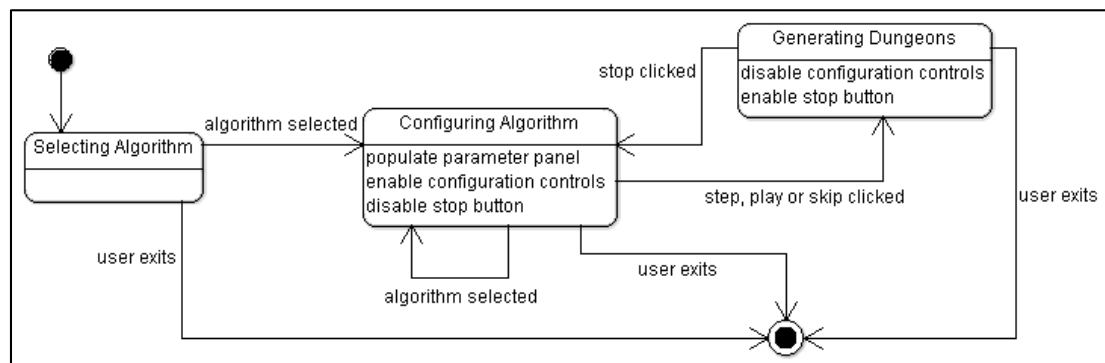 Generating Dungeons
disable configuration controls
enable stop button
stop clicked
algorithm selected
Configuring Algorithm
populate parameter panel
enable configuration controls
disable stop button
Selecting Algorithm
step, play or skip clicked
user exits
user exits
user exits
algorithm selected